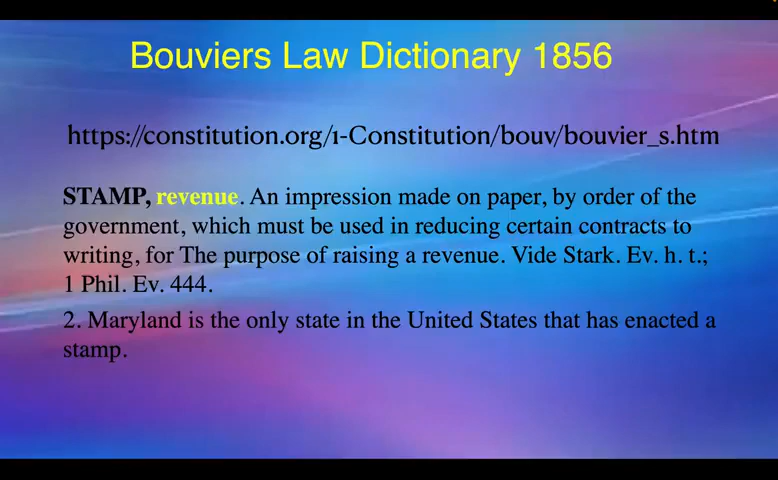 Bouviers Law Dictionary 1856
https://constitution.org/1-Constitution/bouv/bouvier_s.htm
STAMP, revenue. An impression made on paper, by order of the
government, which must be used in reducing certain contracts to
writing, for The purpose of raising a revenue. Vide Stark. Ev. h. t.;
1 Phil. Ev. 444.
2. Maryland is the only state in the United States that has enacted a
stamp.